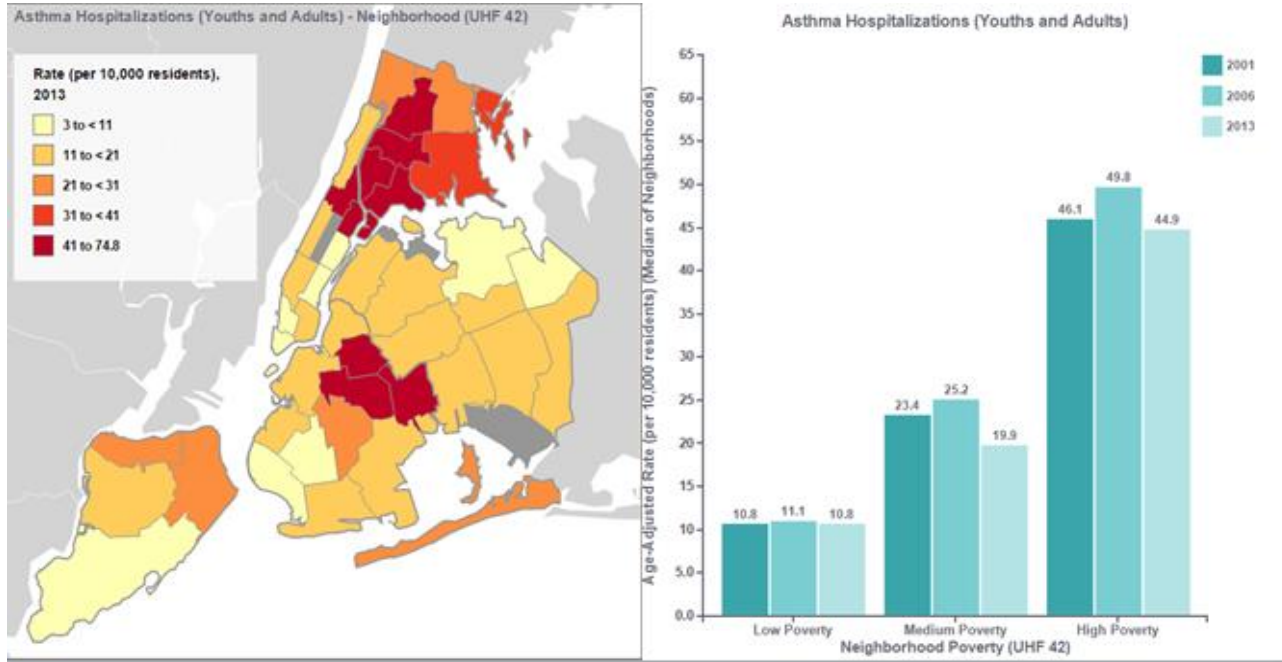 Asthma Hospitalizations (Youths and Adults) - Neighborhood (UHF 42)
Rate (per 10,000 residents),
2013
3 to < 11
11 to < 21
21 to < 31
31 to < 41
41 to 74.8
Asthma Hospitalizations (Youths and Adults)
2001
2006
2013
Age-Adjusted Rate (per 10,000 residents) (Median of Neighborhoods)
65
60
55
50
45
40
35
30
25
20
15
10
5.0
0.0
10.8
11.1
10.8
23.4
25.2
19.9
46.1
49.8
44.9
Low Poverty
Medium Poverty
High Poverty
Neighborhood Poverty (UHF 42)